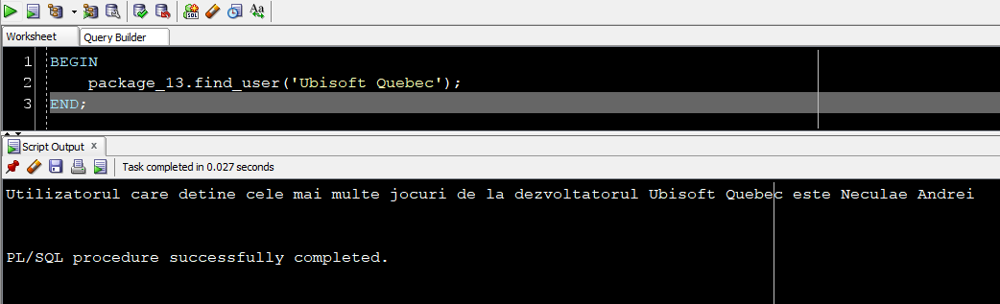 SQL
Aa
Worksheet Query Builder
1 BEGIN
2 package_13.find_user('Ubisoft Quebec');
3 END;
Script Output x
Task completed in 0.027 seconds
Utilizatorul care detine cele mai multe jocuri de la dezvoltatorul Ubisoft Quebec este Neculae Andrei
PL/SQL procedure successfully completed.